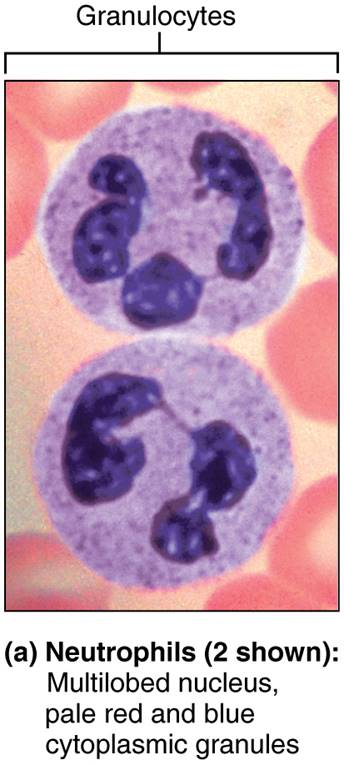 Granulocytes
(a) Neutrophils (2 shown):
Multilobed nucleus,
pale red and blue
cytoplasmic granules